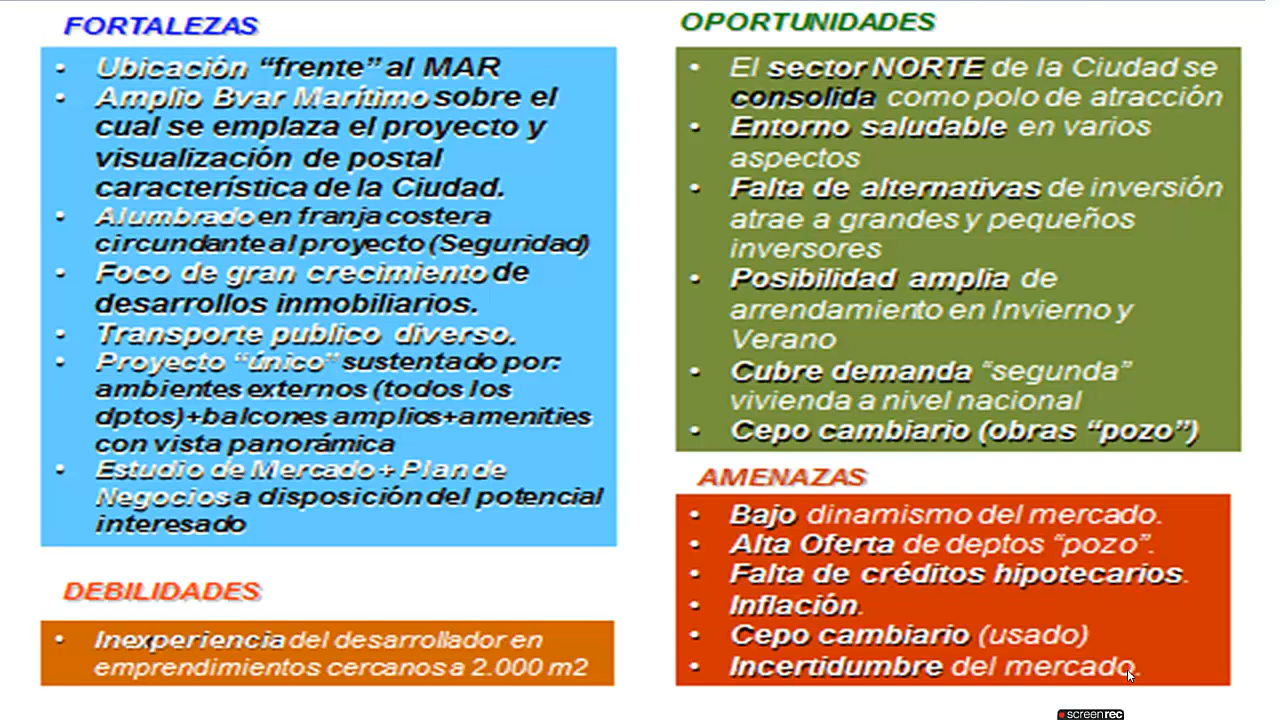 FORTALEZAS
• Ubicación “frente” al MAR
• Amplio Bvar Marítimo sobre el
cual se emplaza el proyecto y
visualización de postal
característica de la Ciudad.
• Alumbrado en franja costera
circundante al proyecto (Seguridad)
• Foco de gran crecimiento de
desarrollos inmobiliarios.
• Transporte publico diverso.
• Proyecto “único” sustentado por:
ambientes externos (todos los
dptos)+balcones amplios+amenities
con vista panorámica
• Estudio de Mercado + Plan de
Negocios a disposición del potencial
interesado
DEBILIDADES
• Inexperiencia del desarrollador en
emprendimientos cercanos a 2.000 m2
OPORTUNIDADES
• El sector NORTE de la Ciudad se
consolida como polo de atracción
• Entorno saludable en varios
aspectos
• Falta de alternativas de inversión
atrae a grandes y pequeños
inversores
• Posibilidad amplia de
arrendamiento en Invierno y
Verano
• Cubre demanda “segunda”
vivienda a nivel nacional
• Cepo cambiario (obras “pozo”)
AMENAZAS
• Bajo dinamismo del mercado.
• Alta Oferta de deptos “pozo”.
• Falta de créditos hipotecarios.
• Inflación.
• Cepo cambiario (usado)
• Incertidumbre del mercado.
screenrec